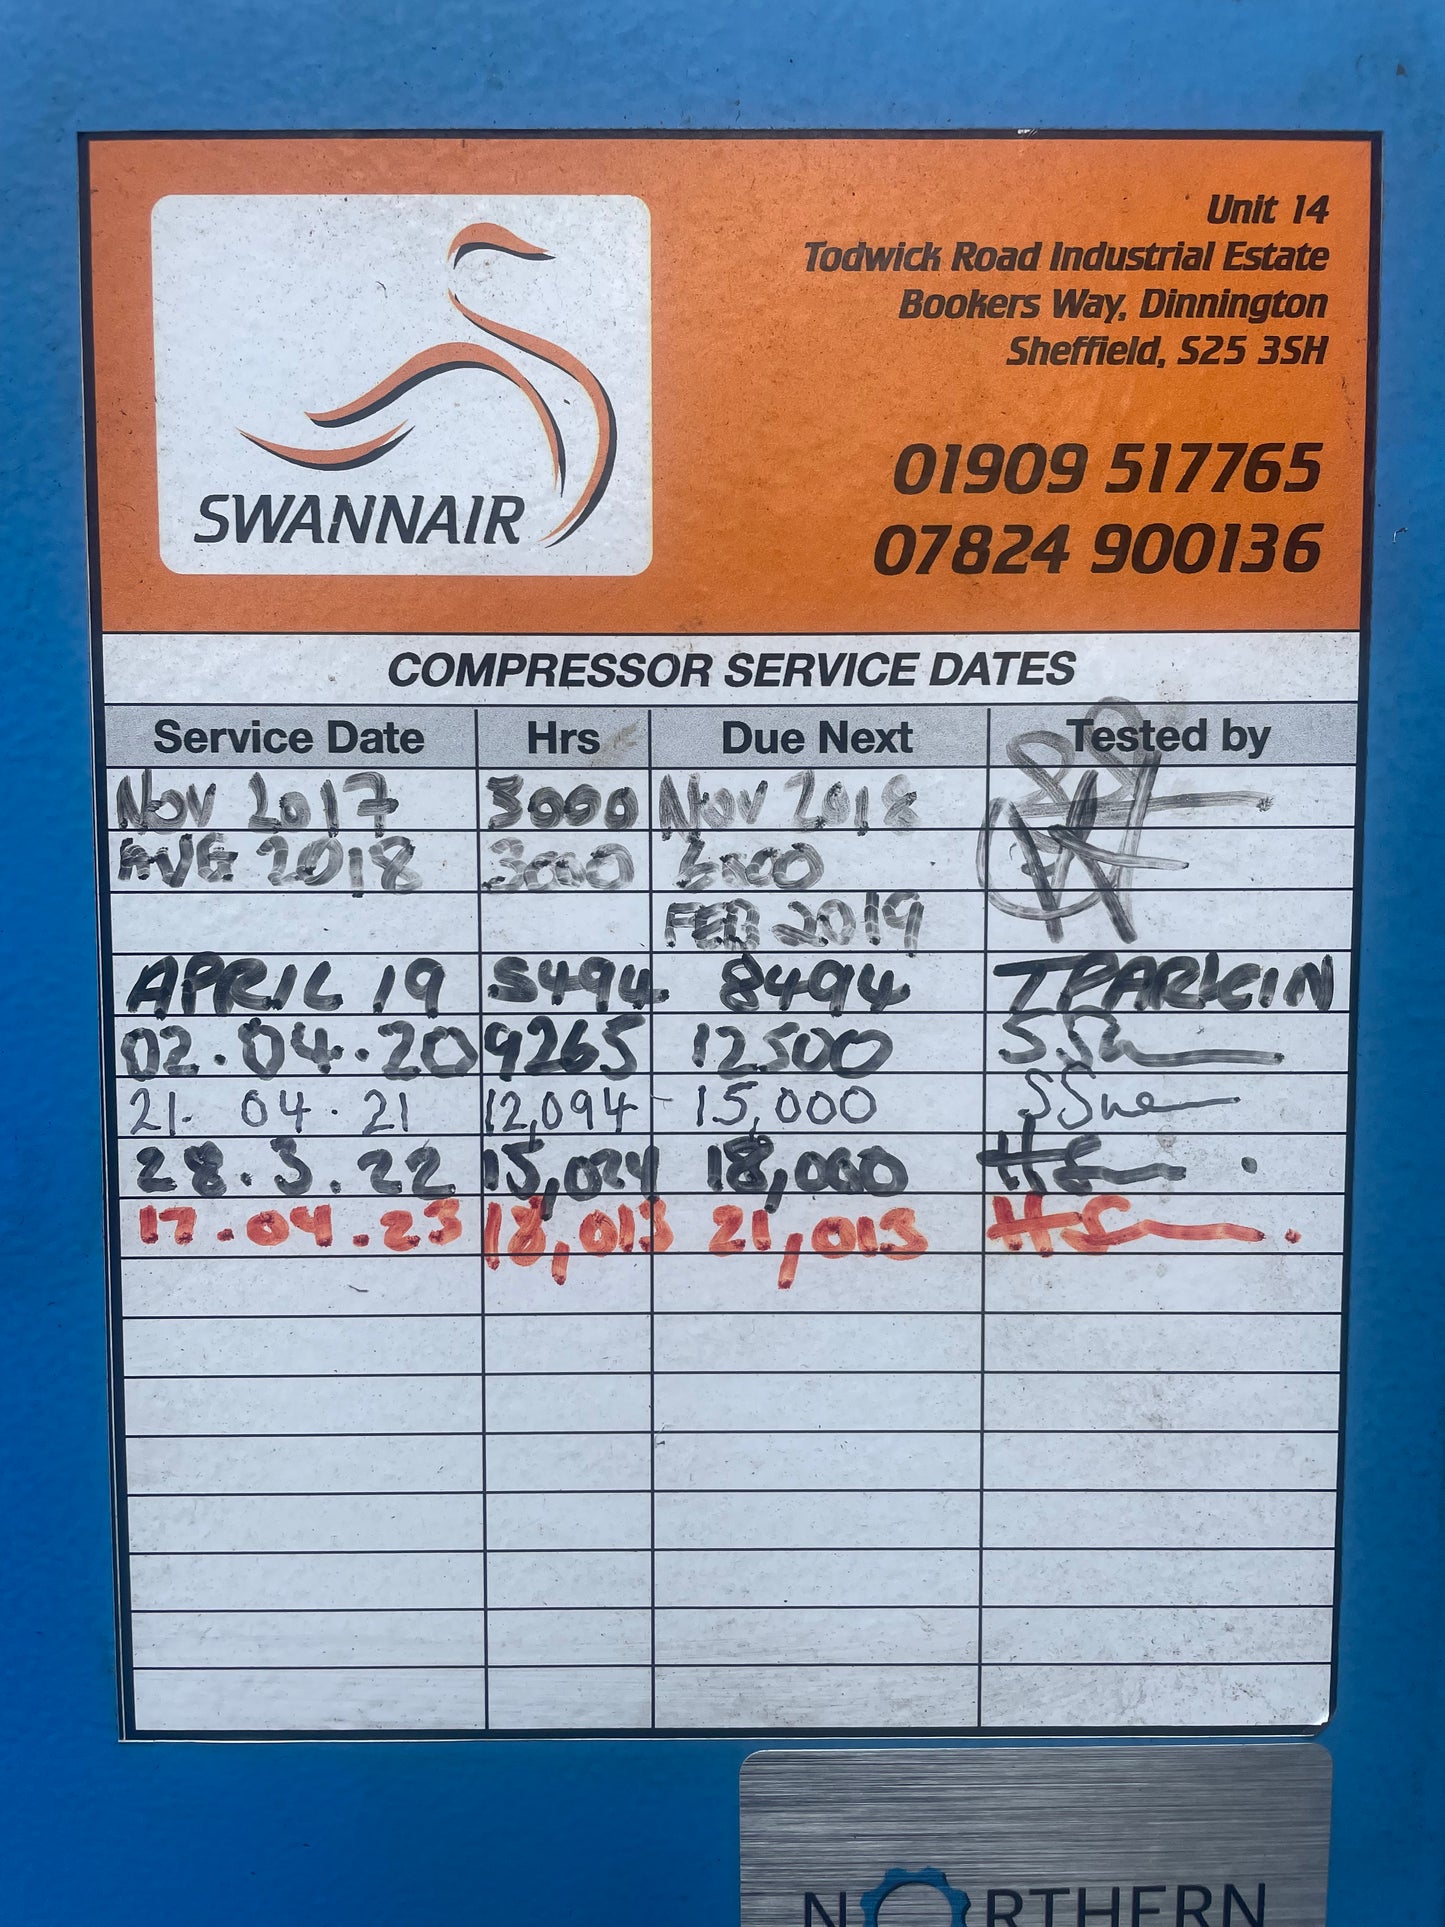 Unit 14
Todwick Road Industrial Estate
Bookers Way, Dinnington
Sheffield, S25 3SH
01909 517765
07824 900136
SWANNAIR
COMPRESSOR SERVICE DATES
Service Date Hrs Due Next Tested by
NOV 2017 3000 NOV 2018
AUG 2018 3000 6000
FEB 2019
APRIL 19 5494 8494
02.04.20 9265 12500
21. 04. 21 12,094 15,000
28.3.22 15,024 18,000
17.04.23 18,013 21,013
NORTHERN